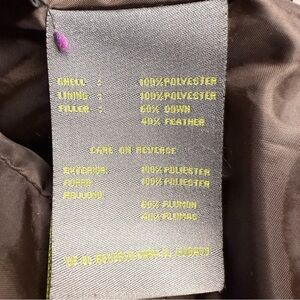 SHELL : 100%POLYESTER
LINING : 100%POLYESTER
FILLER : 60% DOWN
40% FEATHER
CARE ON REVERSE
EXTERIOR: 100%POLIESTER
FORRO 100%POLIESTER
RELLENO
60% PLUMON
40% PLUMAS